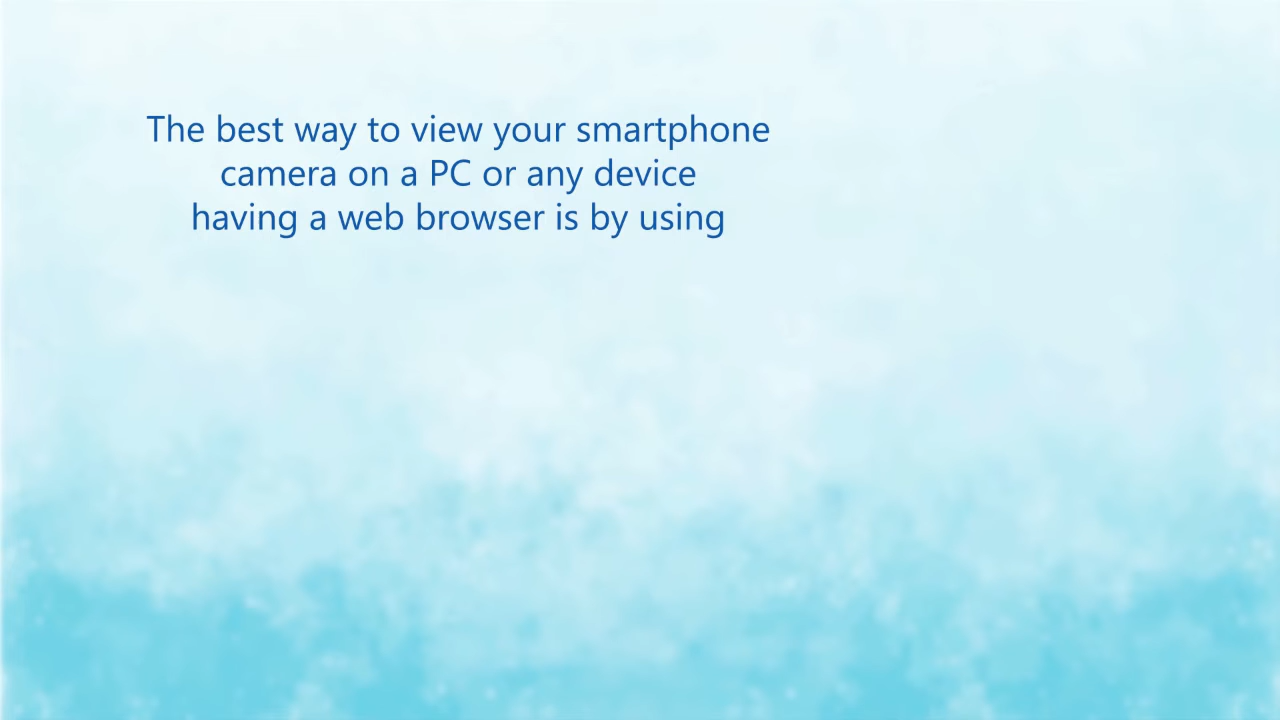 The best way to view your smartphone
camera on a PC or any device
having a web browser is by using